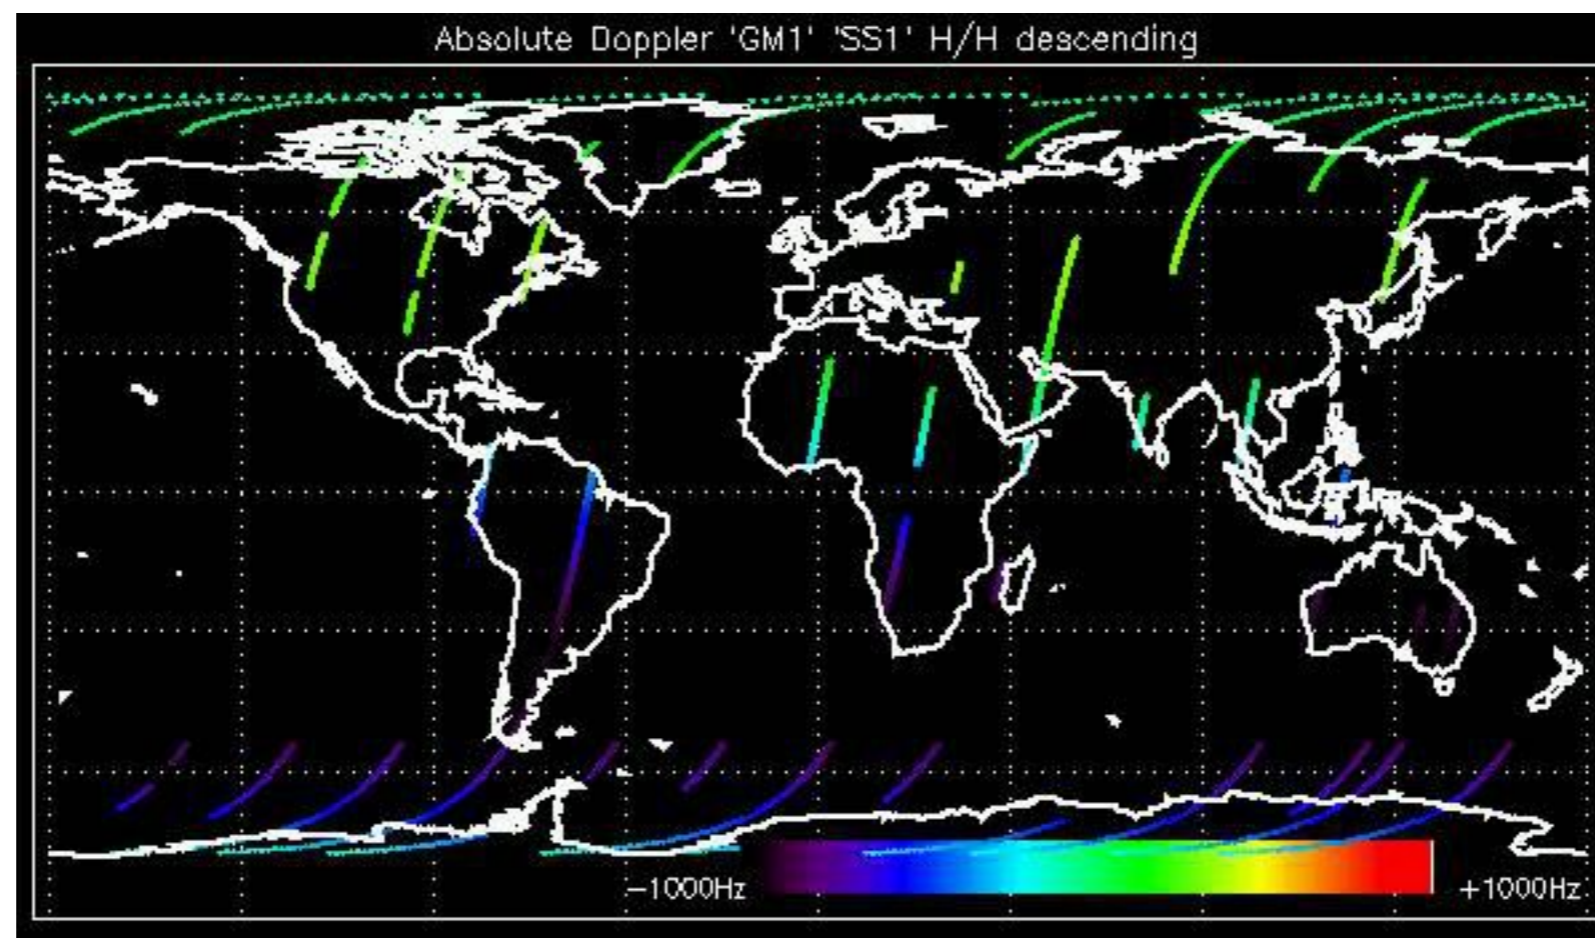 Absolute Doppler 'GM1' 'SS1' H/H descending
−1000Hz
+1000Hz